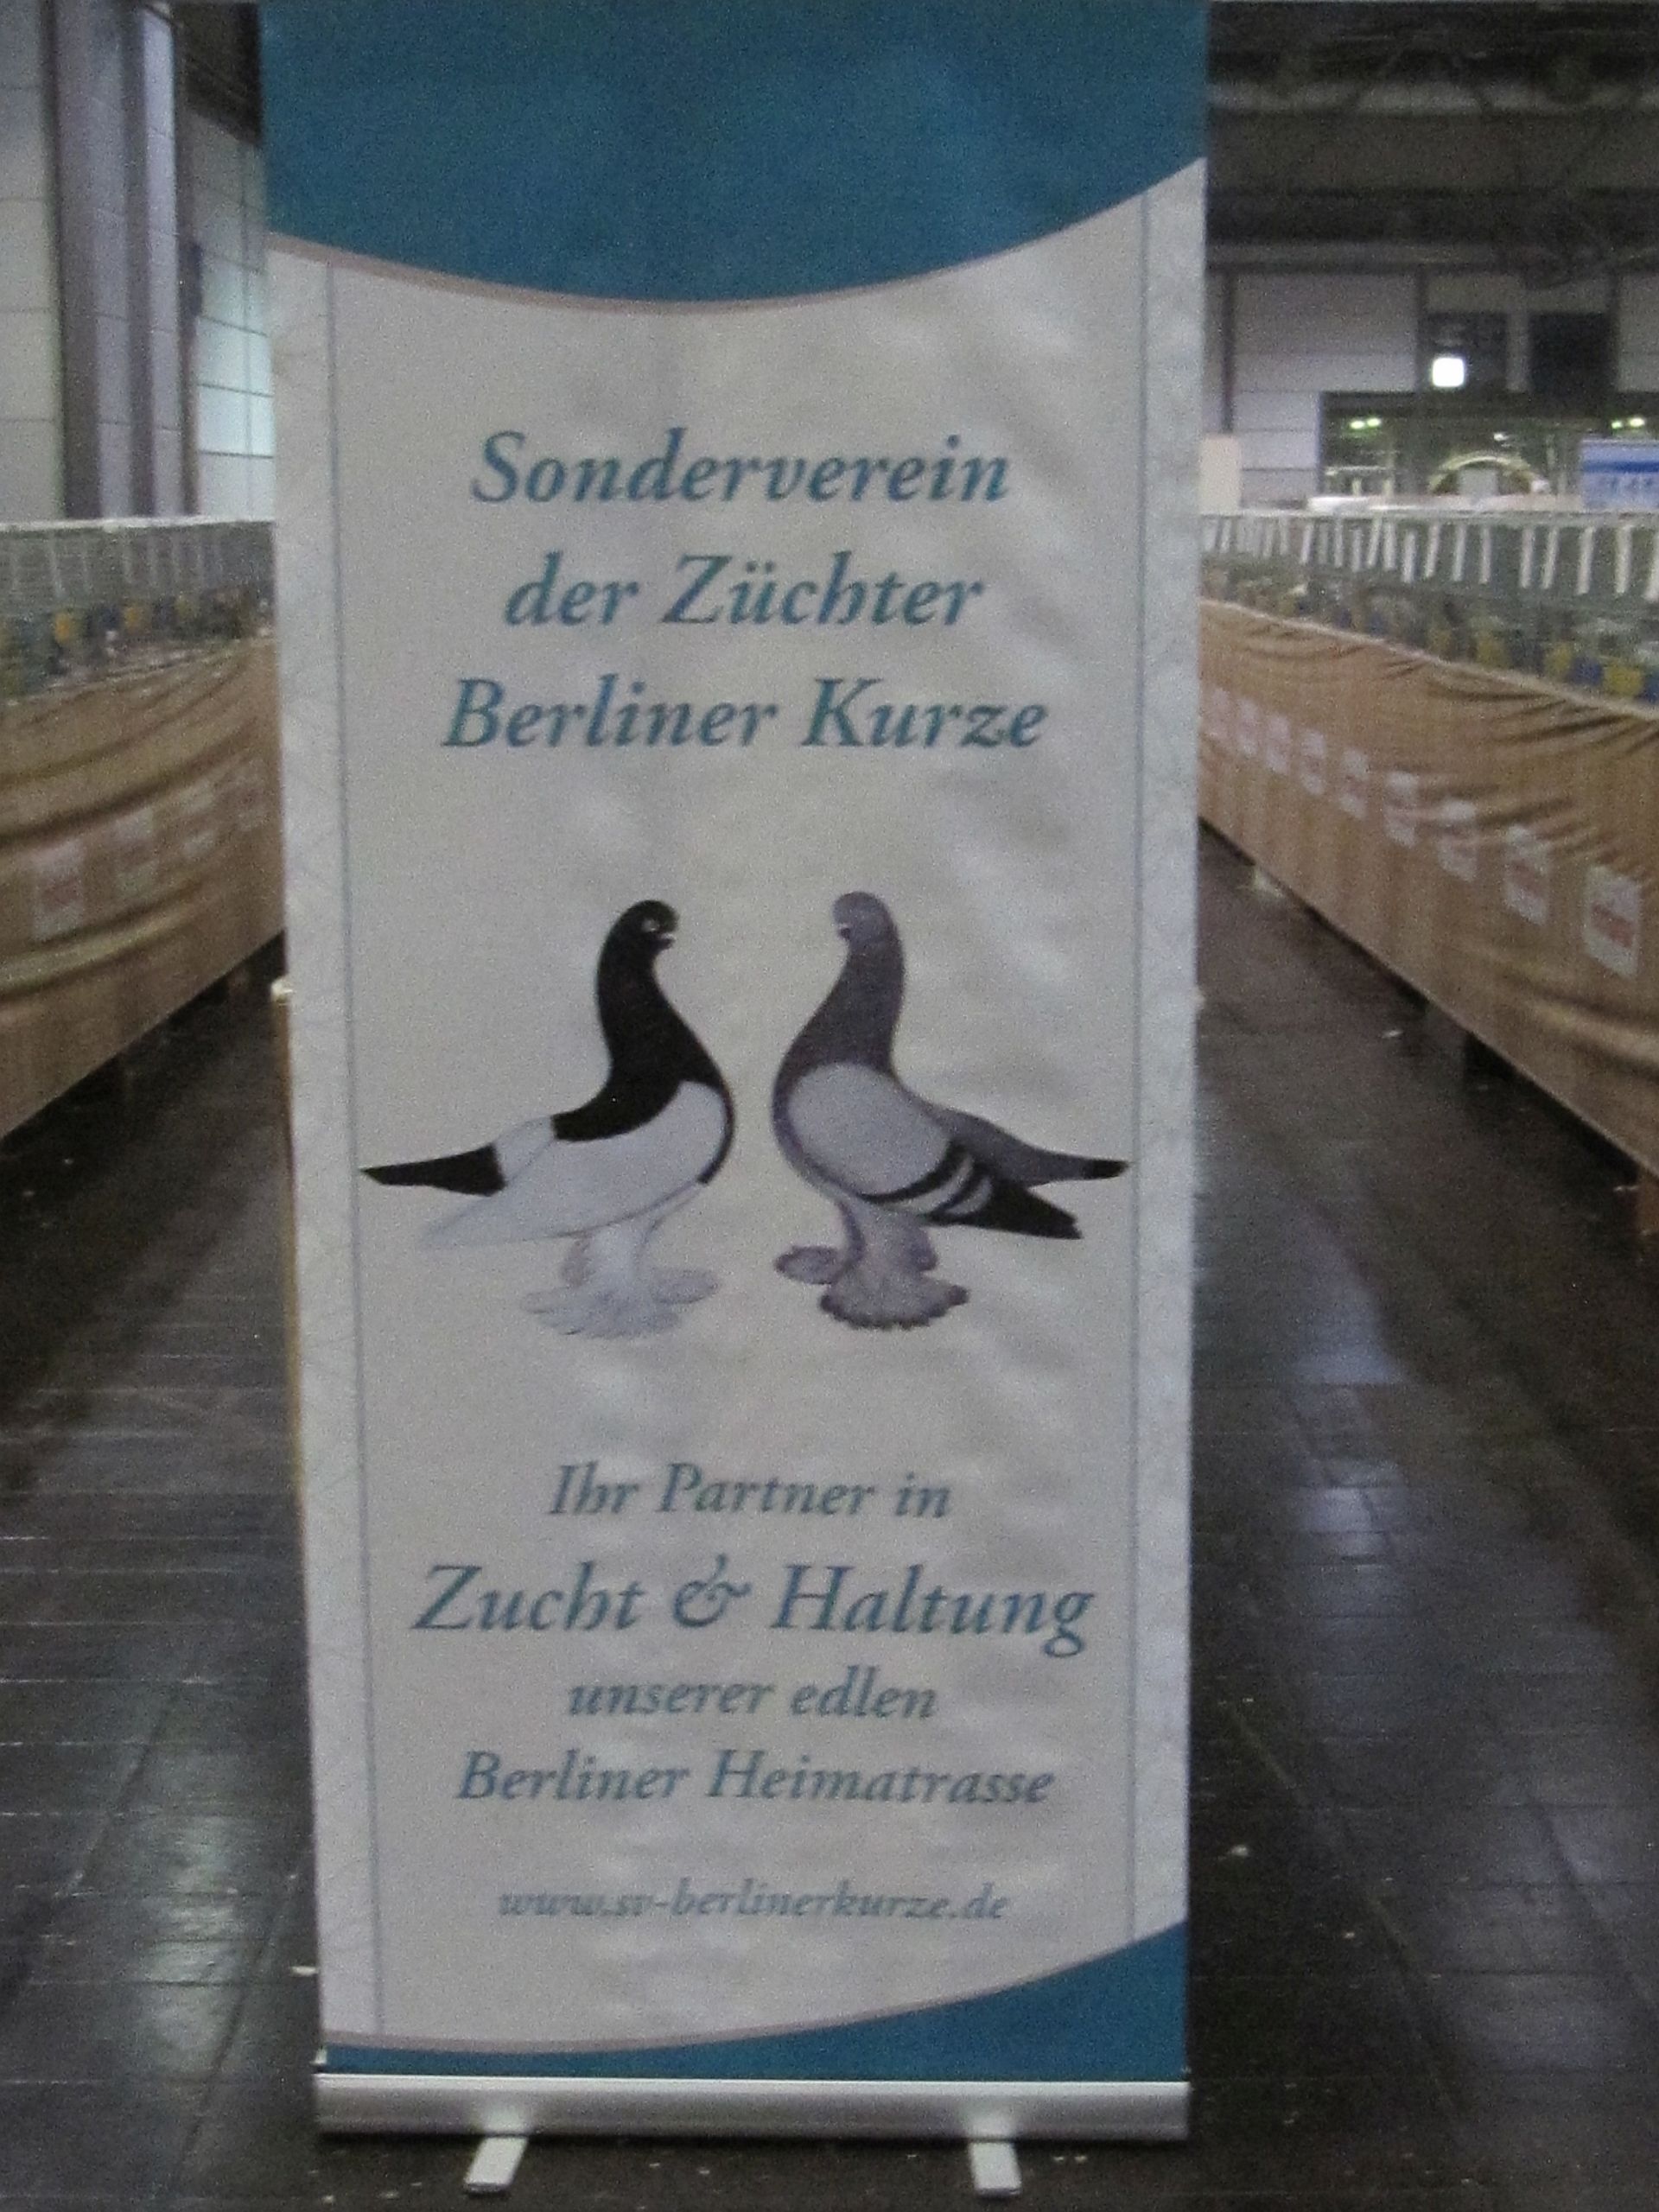 Sonderverein
der Züchter
Berliner Kurze
Ihr Partner in
Zucht & Haltung
unserer edlen
Berliner Heimatrasse
www.sv-berlinerkurze.de